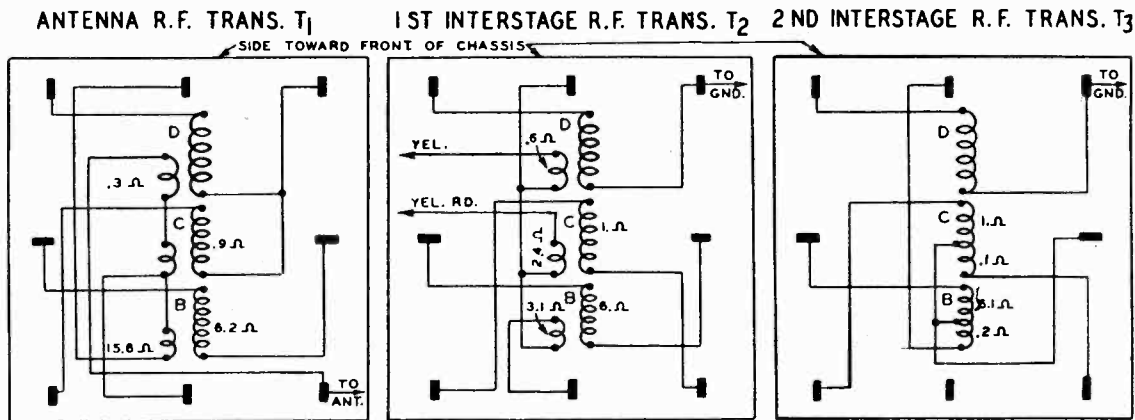 ANTENNA R.F. TRANS. T1
1ST INTERSTAGE R.F. TRANS. T2
2ND INTERSTAGE R.F. TRANS. T3
SIDE TOWARD FRONT OF CHASSIS
D
.3 Ω
C
.9 Ω
B
6.2 Ω
15.6 Ω
TO
ANT.
TO
GND.
D
YEL.
.6 Ω
YEL. RD.
C
1. Ω
2.4 Ω
B
3.1 Ω
6. Ω
TO
GND.
D
C
1. Ω
.1 Ω
B
5.1 Ω
.2 Ω